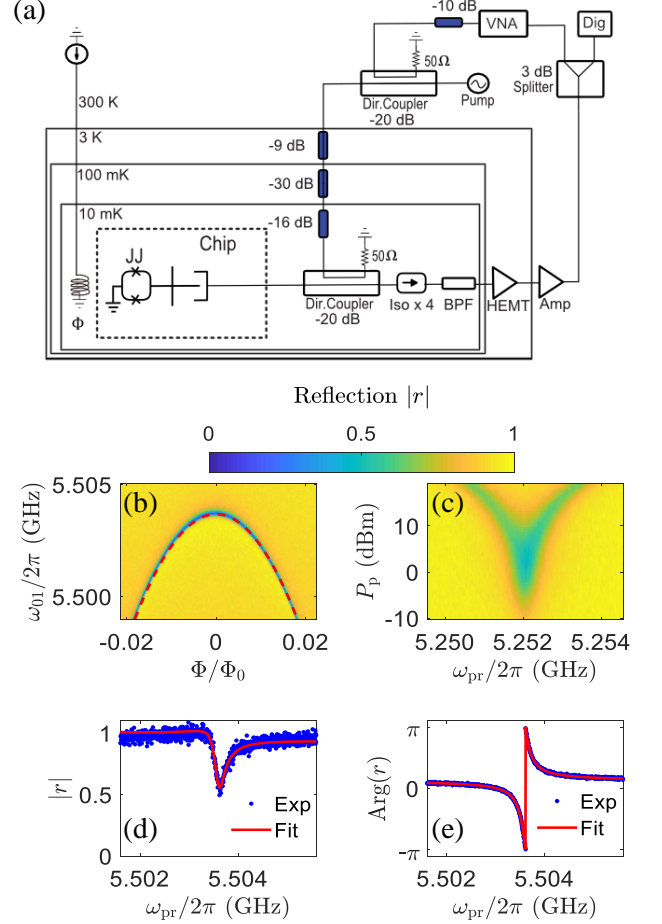 (a)
-10 dB
VNA
Dig
50Ω
3 dB
Splitter
300 K
Dir.Coupler
-20 dB
Pump
3 K
-9 dB
100 mK
-30 dB
10 mK
-16 dB
Chip
50Ω
JJ
Φ
Dir.Coupler
-20 dB
Iso x 4
BPF
HEMT
Amp
Reflection |r|
0
0.5
1
(b)
5.505
5.500
ω01/2π (GHz)
-0.02
0
0.02
Φ/Φ0
(c)
10
0
-10
Pp (dBm)
5.250
5.252
5.254
ωpr/2π (GHz)
1
0.5
0
|r|
Exp
Fit
(d)
5.502
5.504
ωpr/2π (GHz)
π
0
-π
Arg(r)
Exp
Fit
(e)
5.502
5.504
ωpr/2π (GHz)